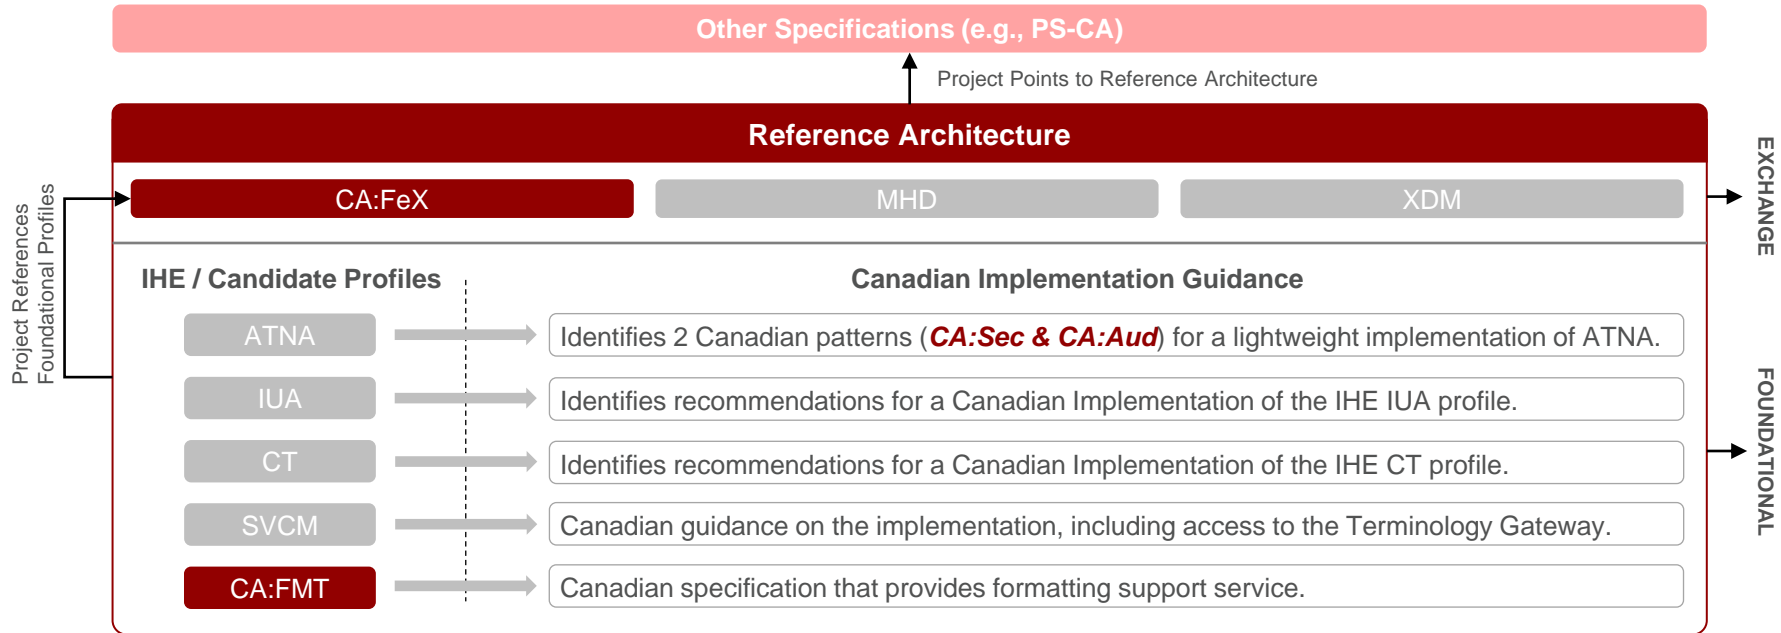 Other Specifications (e.g., PS-CA)
Project Points to Reference Architecture
Reference Architecture
CA:FeX
MHD
XDM
EXCHANGE
Project References
Foundational Profiles
IHE / Candidate Profiles
Canadian Implementation Guidance
ATNA
Identifies 2 Canadian patterns (CA:Sec & CA:Aud) for a lightweight implementation of ATNA.
IUA
Identifies recommendations for a Canadian Implementation of the IHE IUA profile.
CT
Identifies recommendations for a Canadian Implementation of the IHE CT profile.
SVCM
Canadian guidance on the implementation, including access to the Terminology Gateway.
CA:FMT
Canadian specification that provides formatting support service.
FOUNDATIONAL